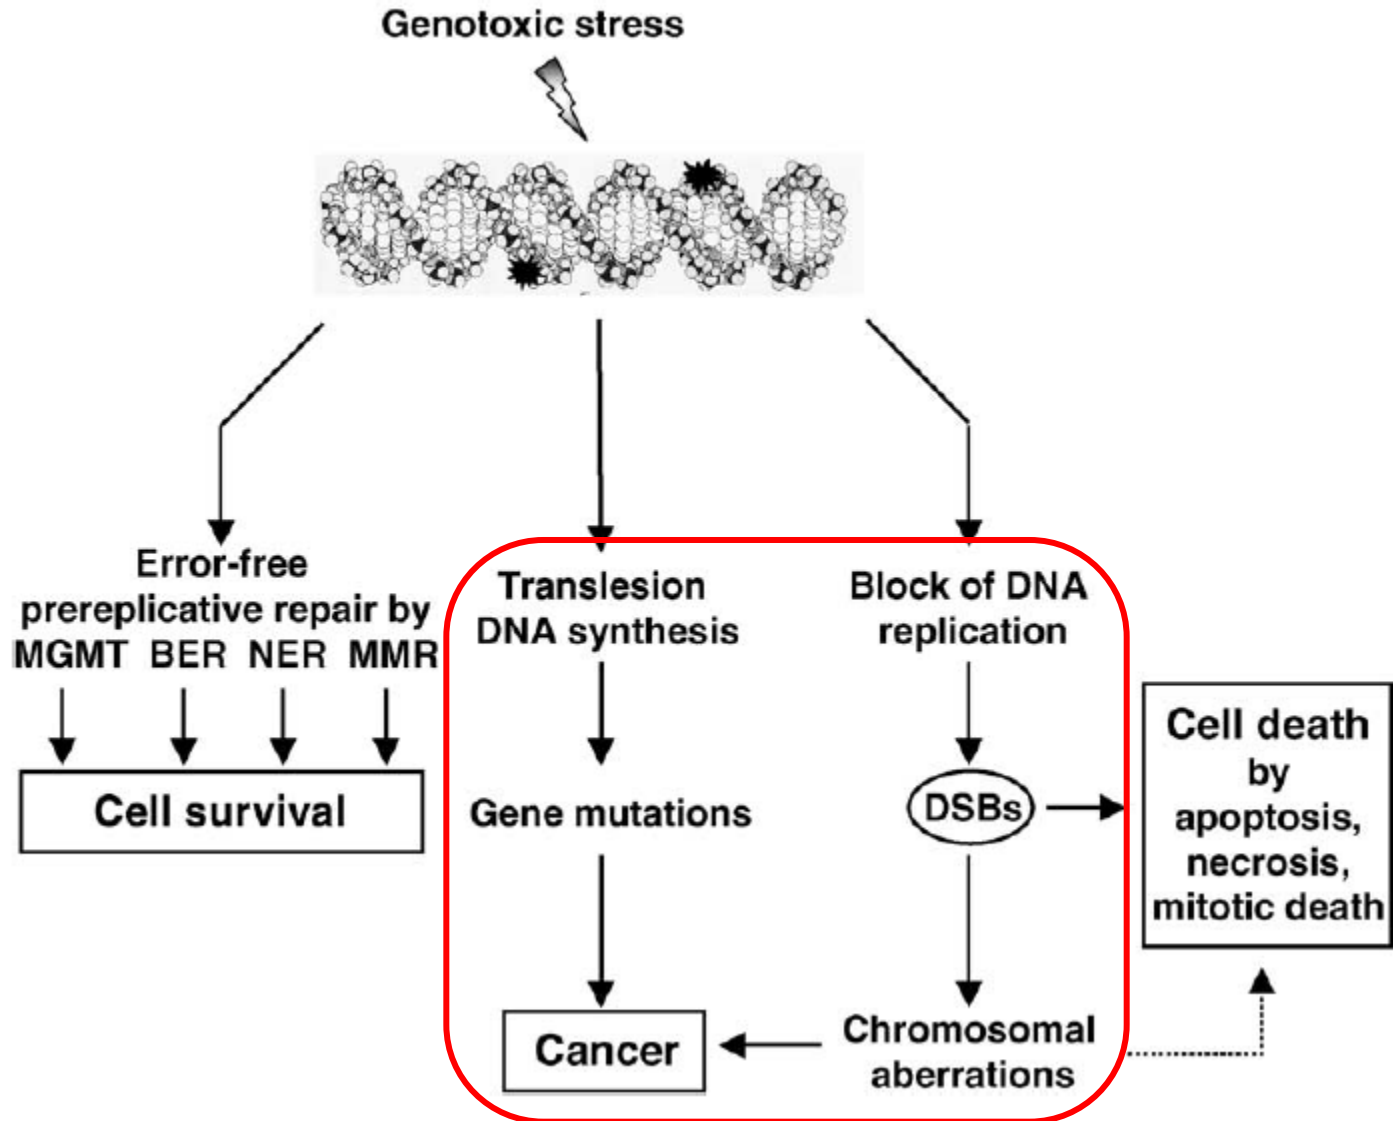 Genotoxic stress
Error-free
prereplicative repair by
MGMT BER NER MMR
Cell survival
Translesion
DNA synthesis
Gene mutations
Cancer
Block of DNA
replication
DSBs
Chromosomal
aberrations
Cell death
by
apoptosis,
necrosis,
mitotic death